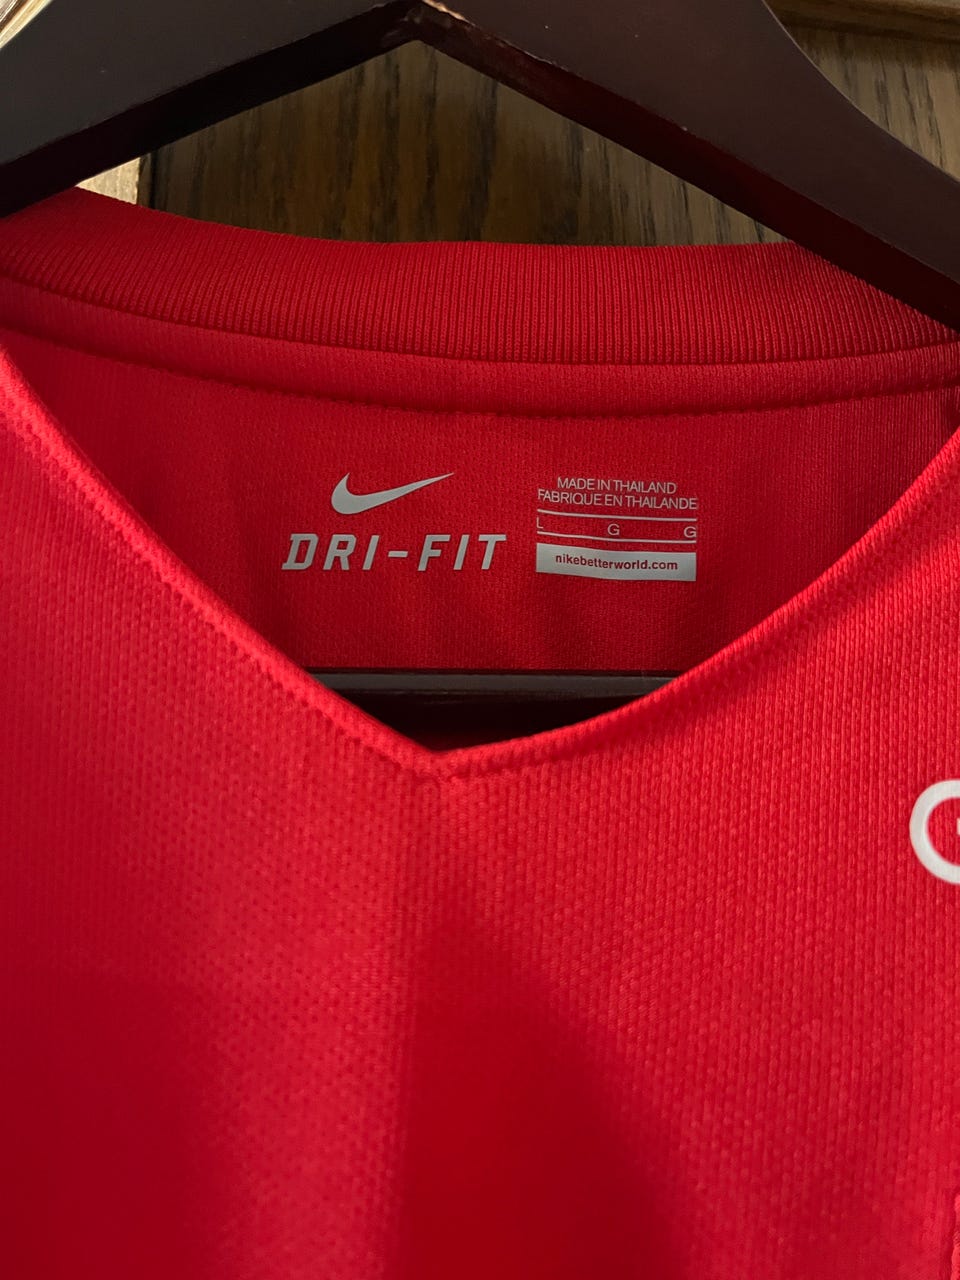 DRI-FIT
MADE IN THAILAND
FABRIQUE EN THAILANDE
L G G
nikebetterworld.com